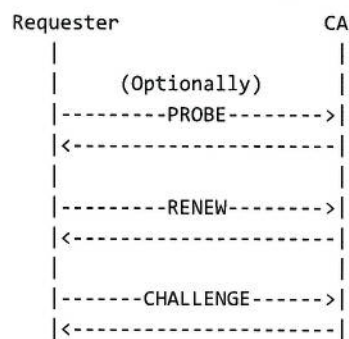 Requester CA
(Optionally)
PROBE
RENEW
CHALLENGE